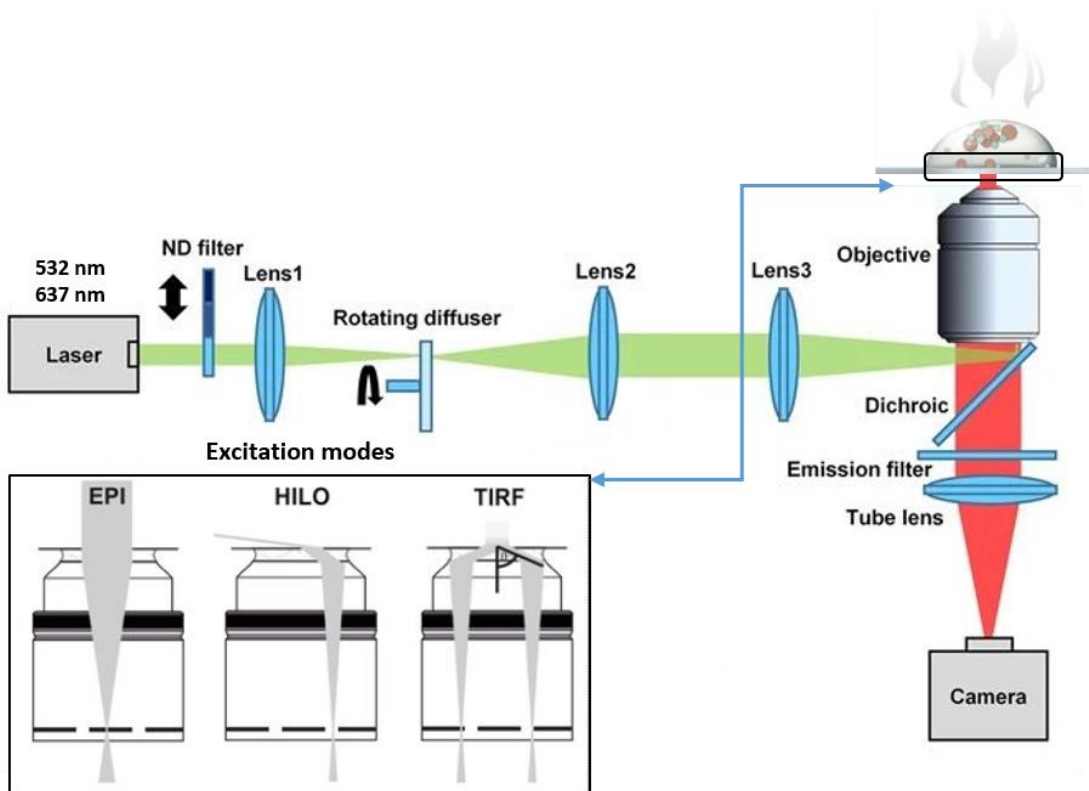 532 nm
637 nm
Laser
ND filter
Lens1
Rotating diffuser
Lens2
Lens3
Objective
Dichroic
Emission filter
Tube lens
Camera
Excitation modes
EPI
HILO
TIRF